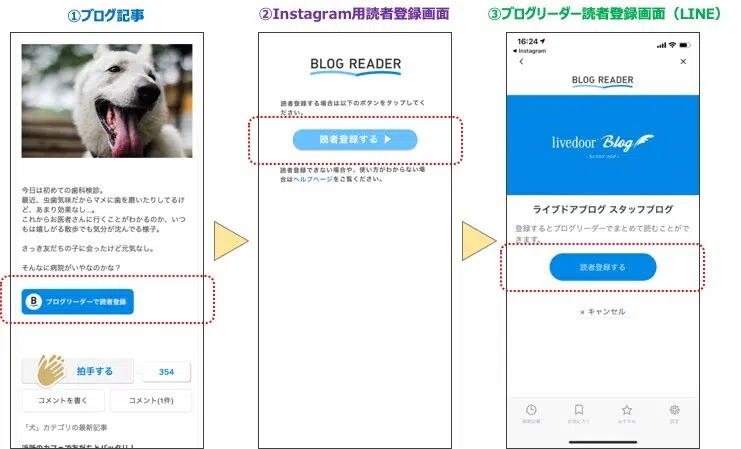 ①ブログ記事
今日は初めての歯科検診。
最近、虫歯気味だからマメに歯を磨いたりしてるけ
ど、あまり効果なし…。
これからお医者さんに行くことがわかるのか、いつ
もは嬉しがる散歩でも気分が沈んでる様子。
さっき友だちの子に会ったけど元気なし。
そんなに病院がいやなのかな？
B ブログリーダーで読者登録
拍手する
354
コメントを書く
コメント(1件)
「犬」カテゴリの最新記事
②Instagram用読者登録画面
BLOG READER
読者登録する場合は以下のボタンをタップしてく
ださい。
読者登録する ▶
読者登録できない場合や、使い方がわからない場
合はヘルプページをご覧ください。
③ブログリーダー読者登録画面（LINE）
16:24
◀ Instagram
BLOG READER
livedoor Blog
ライブドアブログ スタッフブログ
登録するとブログリーダーでまとめて読むことがで
きます。
読者登録する
× キャンセル
お気に入り
おすすめ
設定